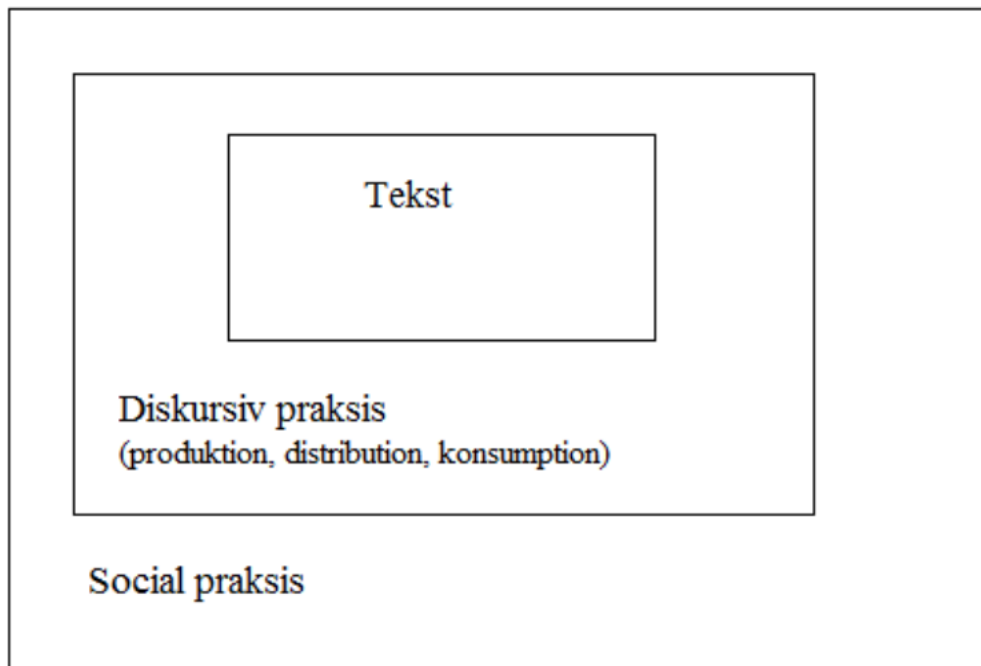 Tekst
Diskursiv praksis
(produktion, distribution, konsumption)
Social praksis